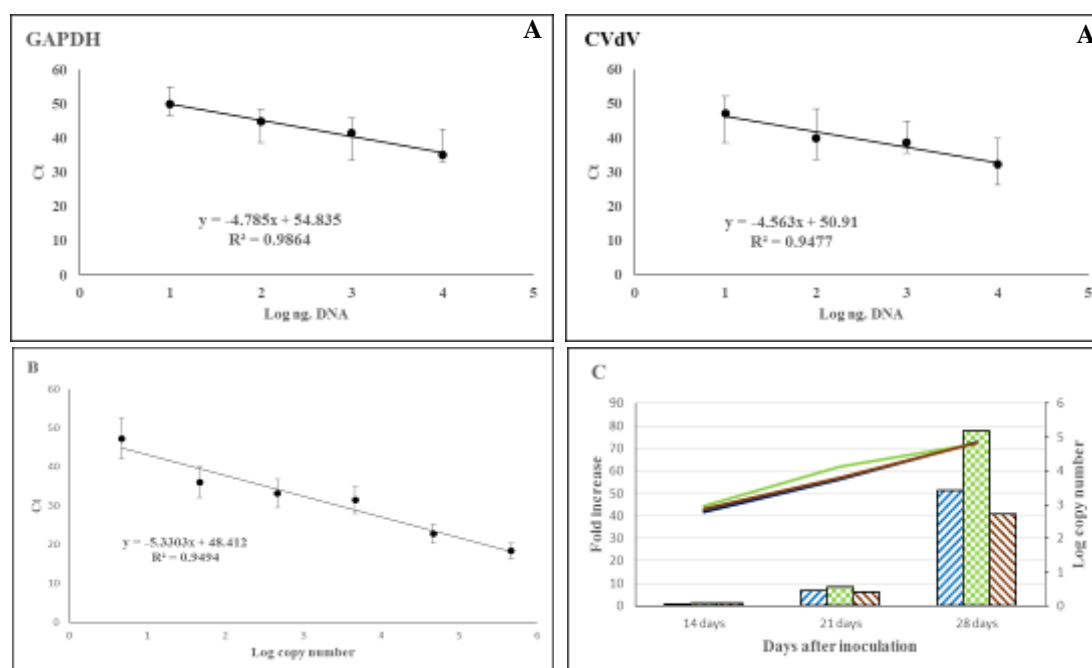 GAPDH
A
60
50
40
30
20
10
0
Ct
y = -4.785x + 54.835
R² = 0.9864
0 1 2 3 4 5
Log ng. DNA
CVdV
A
60
50
40
30
20
10
0
Ct
y = -4.563x + 50.91
R² = 0.9477
0 1 2 3 4 5
Log ng. DNA
B
60
50
40
30
20
10
0
Ct
y = -5.3303x + 48.412
R² = 0.9494
0 1 2 3 4 5 6
Log copy number
C
90
80
70
60
50
40
30
20
10
0
Fold increase
6
5
4
3
2
1
0
Log copy number
14 days 21 days 28 days
Days after inoculation